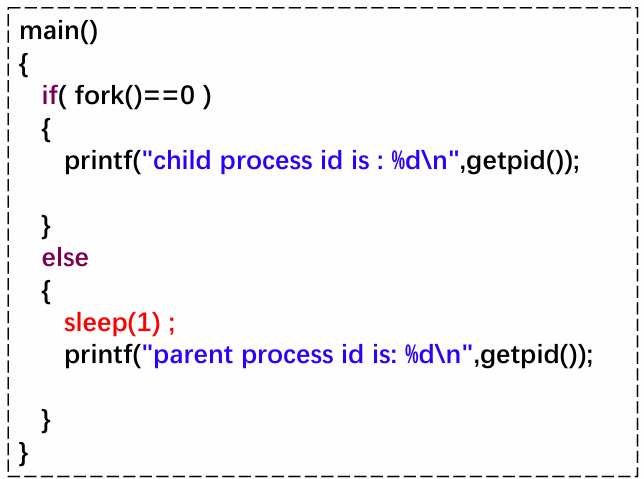 main()
{
if( fork()==0 )
{
printf("child process id is : %d\n",getpid());
}
else
{
sleep(1) ;
printf("parent process id is: %d\n",getpid());
}
}